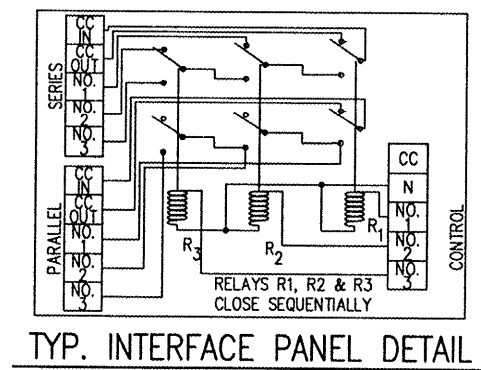 SERIES
CC
IN
CC
OUT
NO.
1
NO.
2
NO.
3
PARALLEL
CC
IN
CC
OUT
NO.
1
NO.
2
NO.
3
R3
R2
R1
CC
N
NO.
1
NO.
2
NO.
3
CONTROL
RELAYS R1, R2 & R3
CLOSE SEQUENTIALLY
TYP. INTERFACE PANEL DETAIL